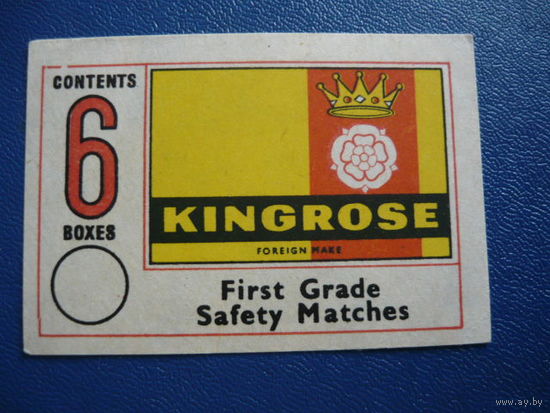 CONTENTS
6
BOXES
KINGROSE
FOREIGN MAKE
First Grade
Safety Matches
www.ay.by